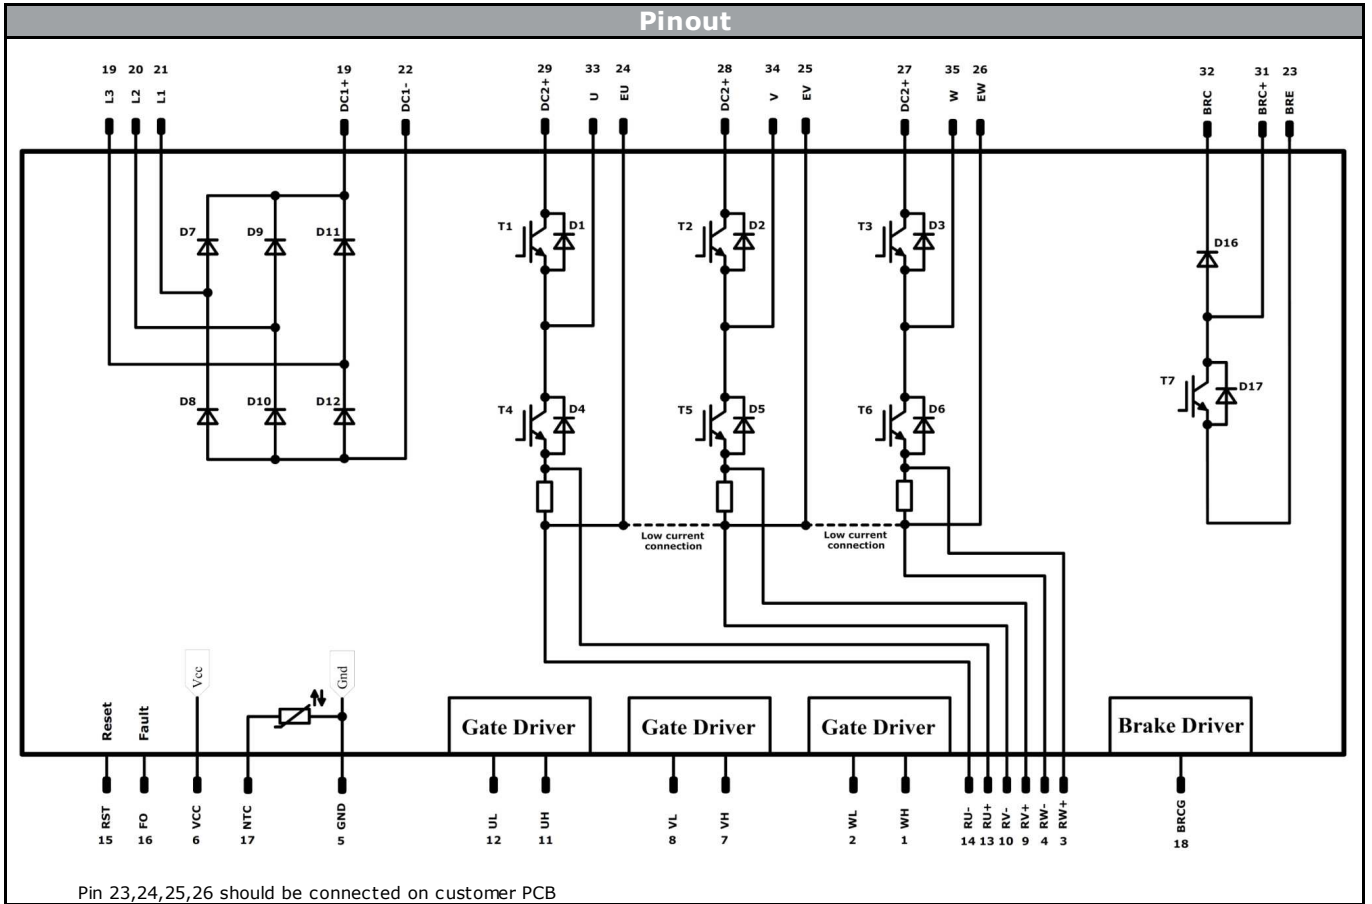 Pinout
19 20 21 19 22 29 33 24 28 34 25 27 35 26 32 31 23
L3 L2 L1 DC1+ DC1- DC2+ U EU DC2+ V EV DC2+ W EW BRC BRC+ BRE
T1 D1 T2 D2 T3 D3
D7 D9 D11
D16
T7 D17
D8 D10 D12
T4 D4 T5 D5 T6 D6
Low current
connection
Low current
connection
Vcc
Gnd
Reset
Fault
Gate Driver
Gate Driver
Gate Driver
Brake Driver
RST FO VCC NTC GND UL UH VL VH WL WH RU- RU+ RV- RV+ RW- RW+ BRCG
15 16 6 17 5 12 11 8 7 2 1 14 13 10 9 4 3 18
Pin 23,24,25,26 should be connected on customer PCB